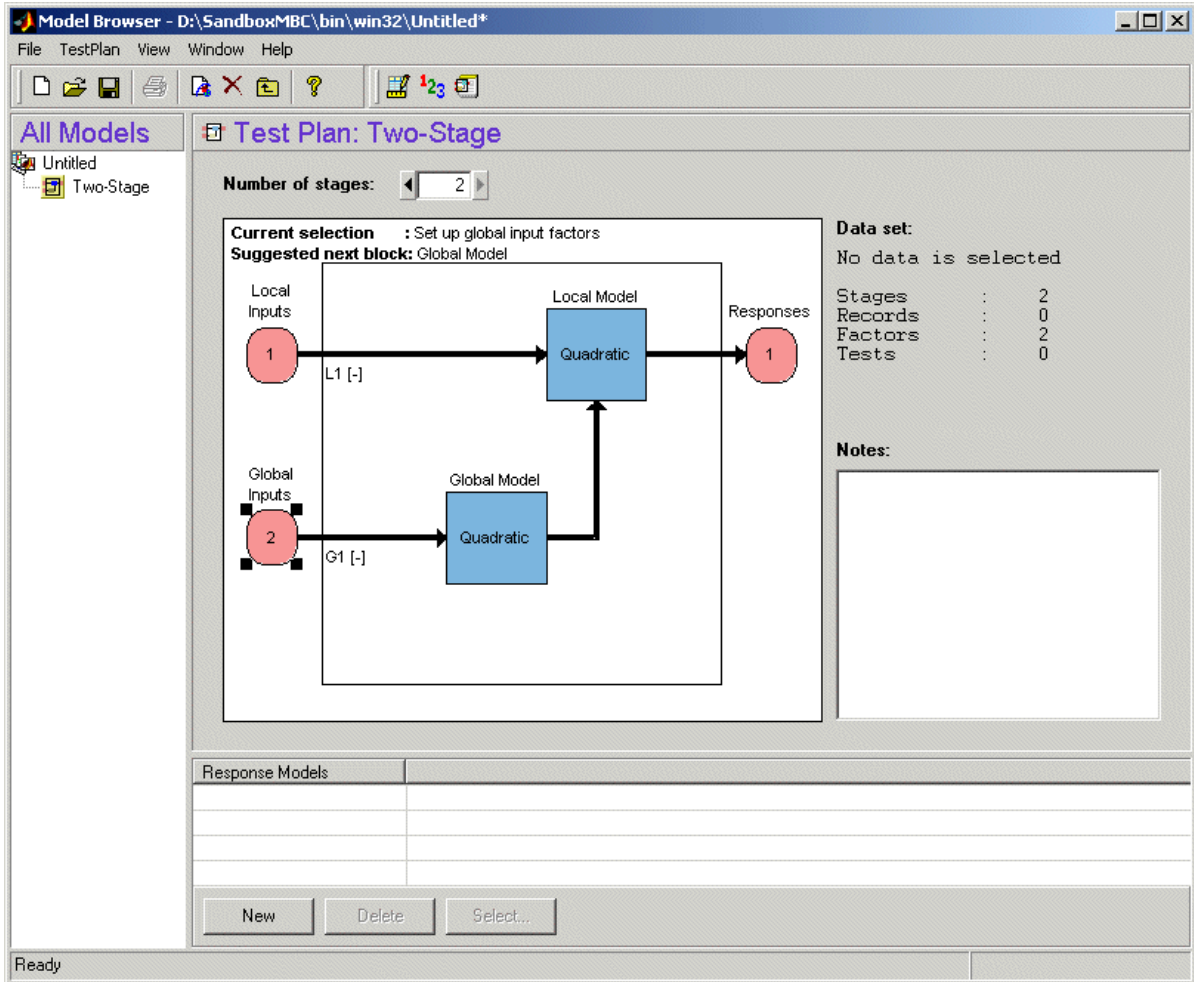 Model Browser - D:\SandboxMBC\bin\win32\Untitled*
File TestPlan View Window Help
123
All Models
Untitled
Two-Stage
Test Plan: Two-Stage
Number of stages: 2
Current selection : Set up global input factors
Suggested next block: Global Model
Local
Inputs
1
L1 [-]
Local Model
Quadratic
Responses
1
Global
Inputs
2
G1 [-]
Global Model
Quadratic
Data set:
No data is selected
Stages : 2
Records : 0
Factors : 2
Tests : 0
Notes:
Response Models
New Delete Select...
Ready